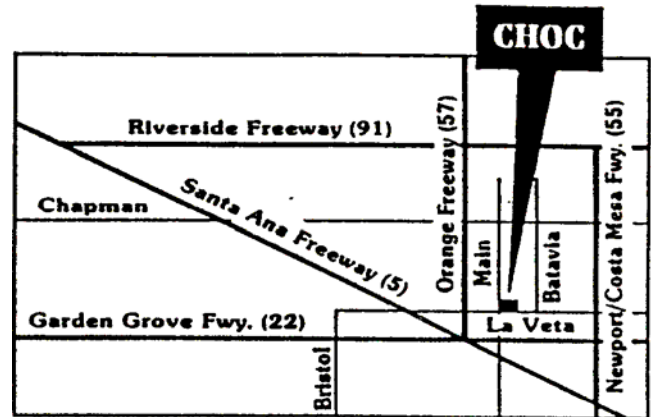 CHOC
Riverside Freeway (91)
Orange Freeway (57)
Newport/Costa Mesa Fwy. (55)
Santa Ana Freeway (5)
Chapman
Main
Batavia
Garden Grove Fwy. (22)
La Veta
Bristol